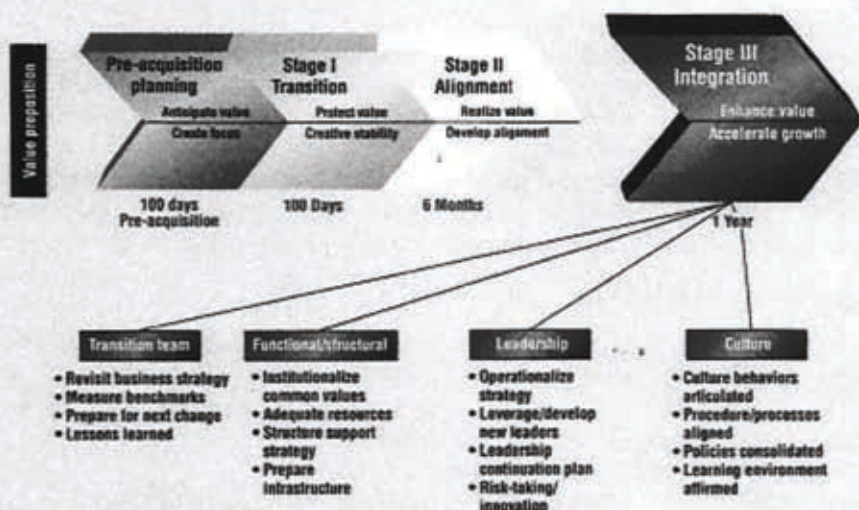 Value proposition
Pre-acquisition
planning
Anticipate value
Create focus
100 days
Pre-acquisition
Stage I
Transition
Protect value
Creative stability
100 Days
Stage II
Alignment
Realize value
Develop alignment
6 Months
Stage III
Integration
Enhance value
Accelerate growth
1 Year
Transition team
• Revisit business strategy
• Measure benchmarks
• Prepare for next change
• Lessons learned
Functional/structural
• Institutionalize
common values
• Adequate resources
• Structure support
strategy
• Prepare
infrastructure
Leadership
• Operationalize
strategy
• Leverage/develop
new leaders
• Leadership
continuation plan
• Risk-taking/
innovation
Culture
• Culture behaviors
articulated
• Procedure/processes
aligned
• Policies consolidated
• Learning environment
affirmed